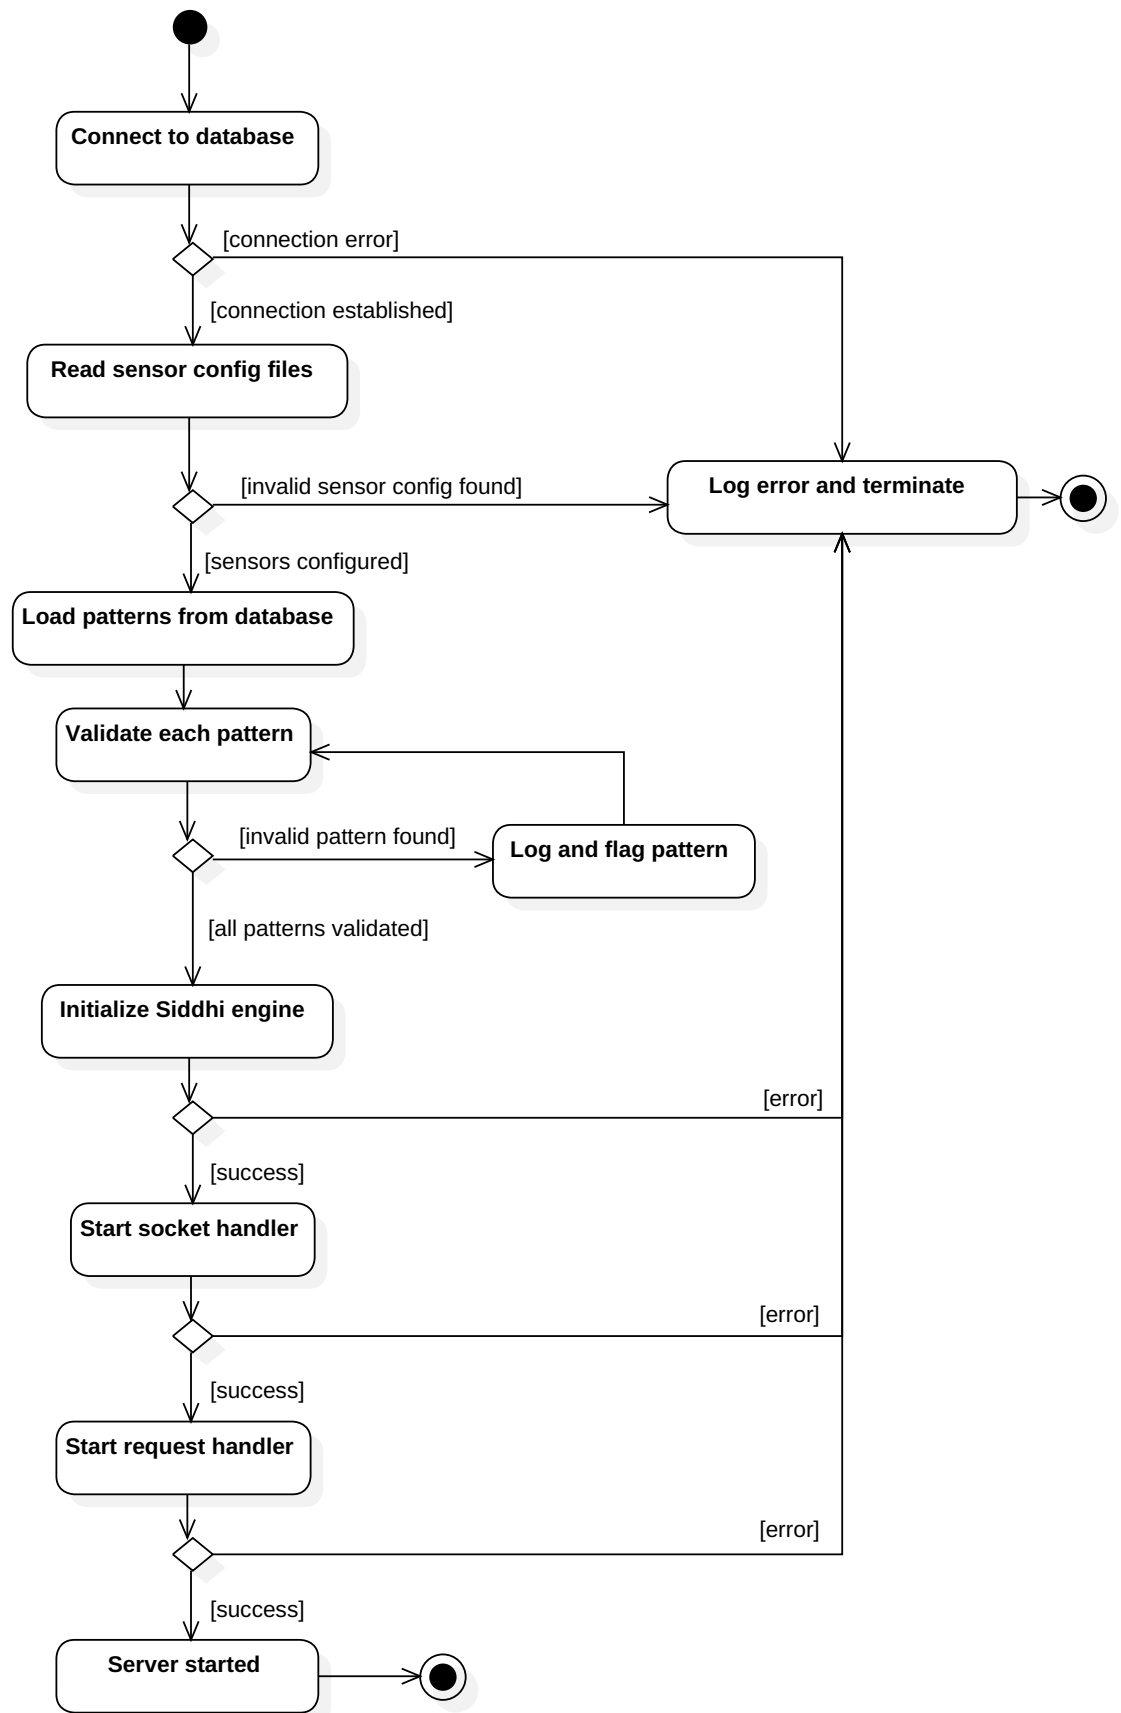 Connect to database
[connection error]
[connection established]
Read sensor config files
[invalid sensor config found]
Log error and terminate
[sensors configured]
Load patterns from database
Validate each pattern
[invalid pattern found]
Log and flag pattern
[all patterns validated]
Initialize Siddhi engine
[error]
[success]
Start socket handler
[error]
[success]
Start request handler
[error]
[success]
Server started